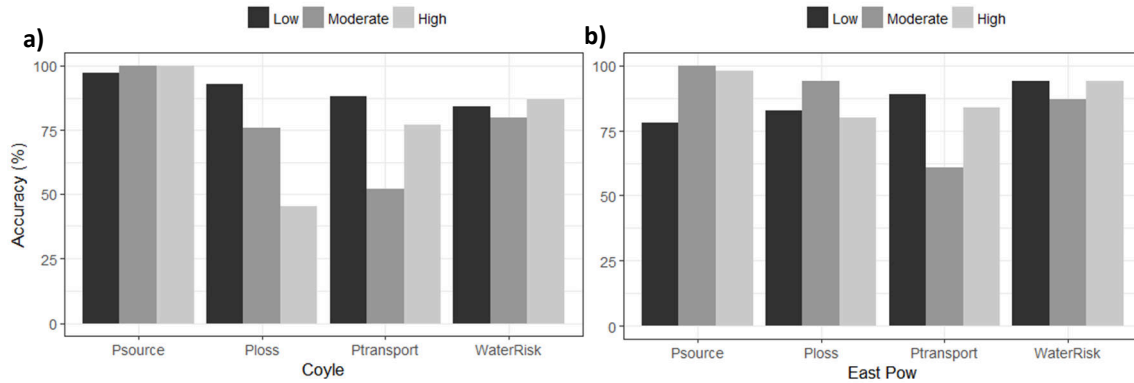 Low Moderate High
a)
Accuracy (%)
100
75
50
25
0
Psource Ploss Ptransport WaterRisk
Coyle
Low Moderate High
b)
100
75
50
25
0
Psource Ploss Ptransport WaterRisk
East Pow